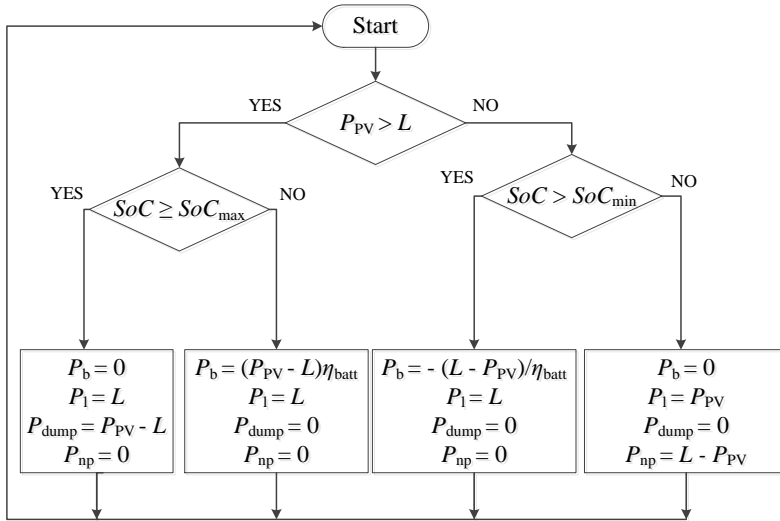 Start
YES
NO
P_PV > L
YES
NO
YES
NO
SoC ≥ SoC_max
SoC > SoC_min
P_b = 0
P_l = L
P_dump = P_PV - L
P_np = 0
P_b = (P_PV - L)η_batt
P_l = L
P_dump = 0
P_np = 0
P_b = - (L - P_PV)/η_batt
P_l = L
P_dump = 0
P_np = 0
P_b = 0
P_l = P_PV
P_dump = 0
P_np = L - P_PV